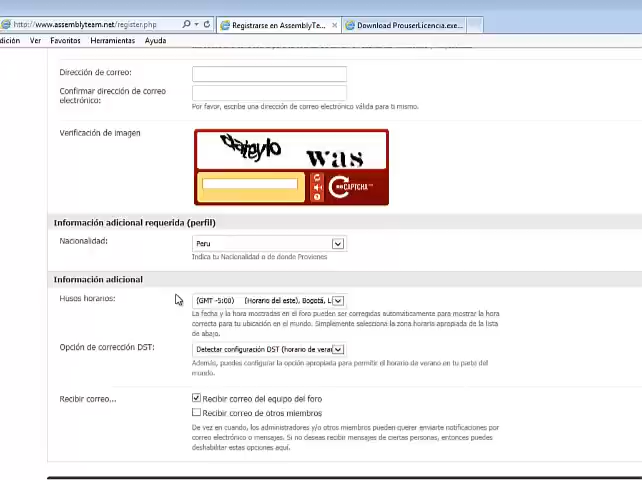 http://www.assemblyteam.net/register.php
Registrarse en AssemblyTe...
Download ProuserLicencia.exe...
dición Ver Favoritos Herramientas Ayuda
Dirección de correo:
Confirmar dirección de correo
electrónico:
Por favor, escribe una dirección de correo electrónico válida para ti mismo.
Verificación de imagen
was
reCAPTCHA™
Información adicional requerida (perfil)
Nacionalidad:
Peru
Indica tu Nacionalidad o de donde Provienes
Información adicional
Husos horarios:
(GMT -5:00) (Horario del este), Bogotá, L
La fecha y la hora mostradas en el foro pueden ser corregidas automáticamente para mostrar la hora
correcta para tu ubicación en el mundo. Simplemente selecciona la zona horaria apropiada de la lista
de abajo.
Opción de corrección DST:
Detectar configuración DST (horario de vera
Además, puedes configurar la opción apropiada para permitir el horario de verano en tu parte del
mundo.
Recibir correo...
Recibir correo del equipo del foro
Recibir correo de otros miembros
De vez en cuando, los administradores y/o otros miembros pueden querer enviarte notificaciones por
correo electrónico o mensajes. Si no deseas recibir mensajes de ciertas personas, entonces puedes
deshabilitar estas opciones aquí.